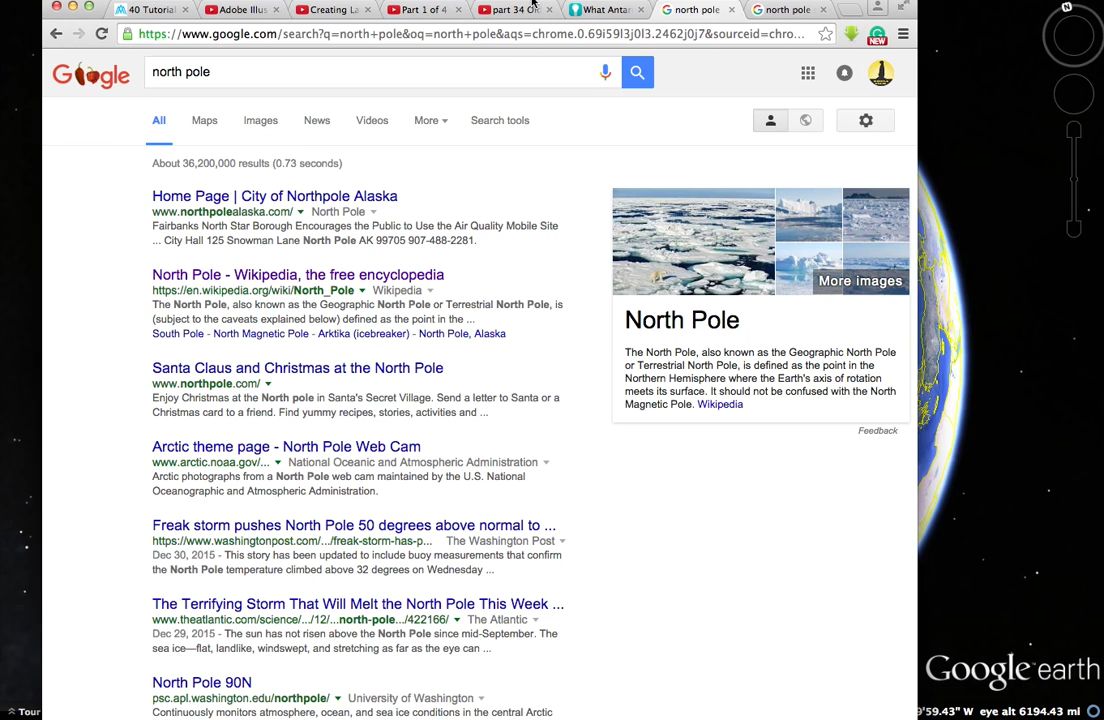 40 Tutorial
Adobe Illus
Creating La
Part 1 of 4
part 34 O
What Antar
north pole
north pole
https://www.google.com/search?q=north+pole&oq=north+pole&aqs=chrome.0.69i59l3j0l3.2462j0j7&sourceid=chro...
NEW
N
Google
north pole
All
Maps
Images
News
Videos
More
Search tools
About 36,200,000 results (0.73 seconds)
Home Page | City of Northpole Alaska
www.northpolealaska.com/ North Pole
Fairbanks North Star Borough Encourages the Public to Use the Air Quality Mobile Site
... City Hall 125 Snowman Lane North Pole AK 99705 907-488-2281.
North Pole - Wikipedia, the free encyclopedia
https://en.wikipedia.org/wiki/North_Pole Wikipedia
The North Pole, also known as the Geographic North Pole or Terrestrial North Pole, is
(subject to the caveats explained below) defined as the point in the ...
South Pole - North Magnetic Pole - Arktika (icebreaker) - North Pole, Alaska
Santa Claus and Christmas at the North Pole
www.northpole.com/
Enjoy Christmas at the North pole in Santa's Secret Village. Send a letter to Santa or a
Christmas card to a friend. Find yummy recipes, stories, activities and ...
Arctic theme page - North Pole Web Cam
www.arctic.noaa.gov/... National Oceanic and Atmospheric Administration
Arctic photographs from a North Pole web cam maintained by the U.S. National
Oceanographic and Atmospheric Administration.
Freak storm pushes North Pole 50 degrees above normal to ...
https://www.washingtonpost.com/.../freak-storm-has-p... The Washington Post
Dec 30, 2015 - This story has been updated to include buoy measurements that confirm
the North Pole temperature climbed above 32 degrees on Wednesday ...
The Terrifying Storm That Will Melt the North Pole This Week ...
www.theatlantic.com/science/.../12/...north-pole.../422166/ The Atlantic
Dec 29, 2015 - The sun has not risen above the North Pole since mid-September. The
sea ice—flat, landlike, windswept, and stretching as far as the eye can ...
North Pole 90N
psc.apl.washington.edu/northpole/ University of Washington
Continuously monitors atmosphere, ocean, and sea ice conditions in the central Arctic
More images
North Pole
The North Pole, also known as the Geographic North Pole
or Terrestrial North Pole, is defined as the point in the
Northern Hemisphere where the Earth's axis of rotation
meets its surface. It should not be confused with the North
Magnetic Pole. Wikipedia
Feedback
Google earth
Tour
9'59.43" W eye alt 6194.43 mi